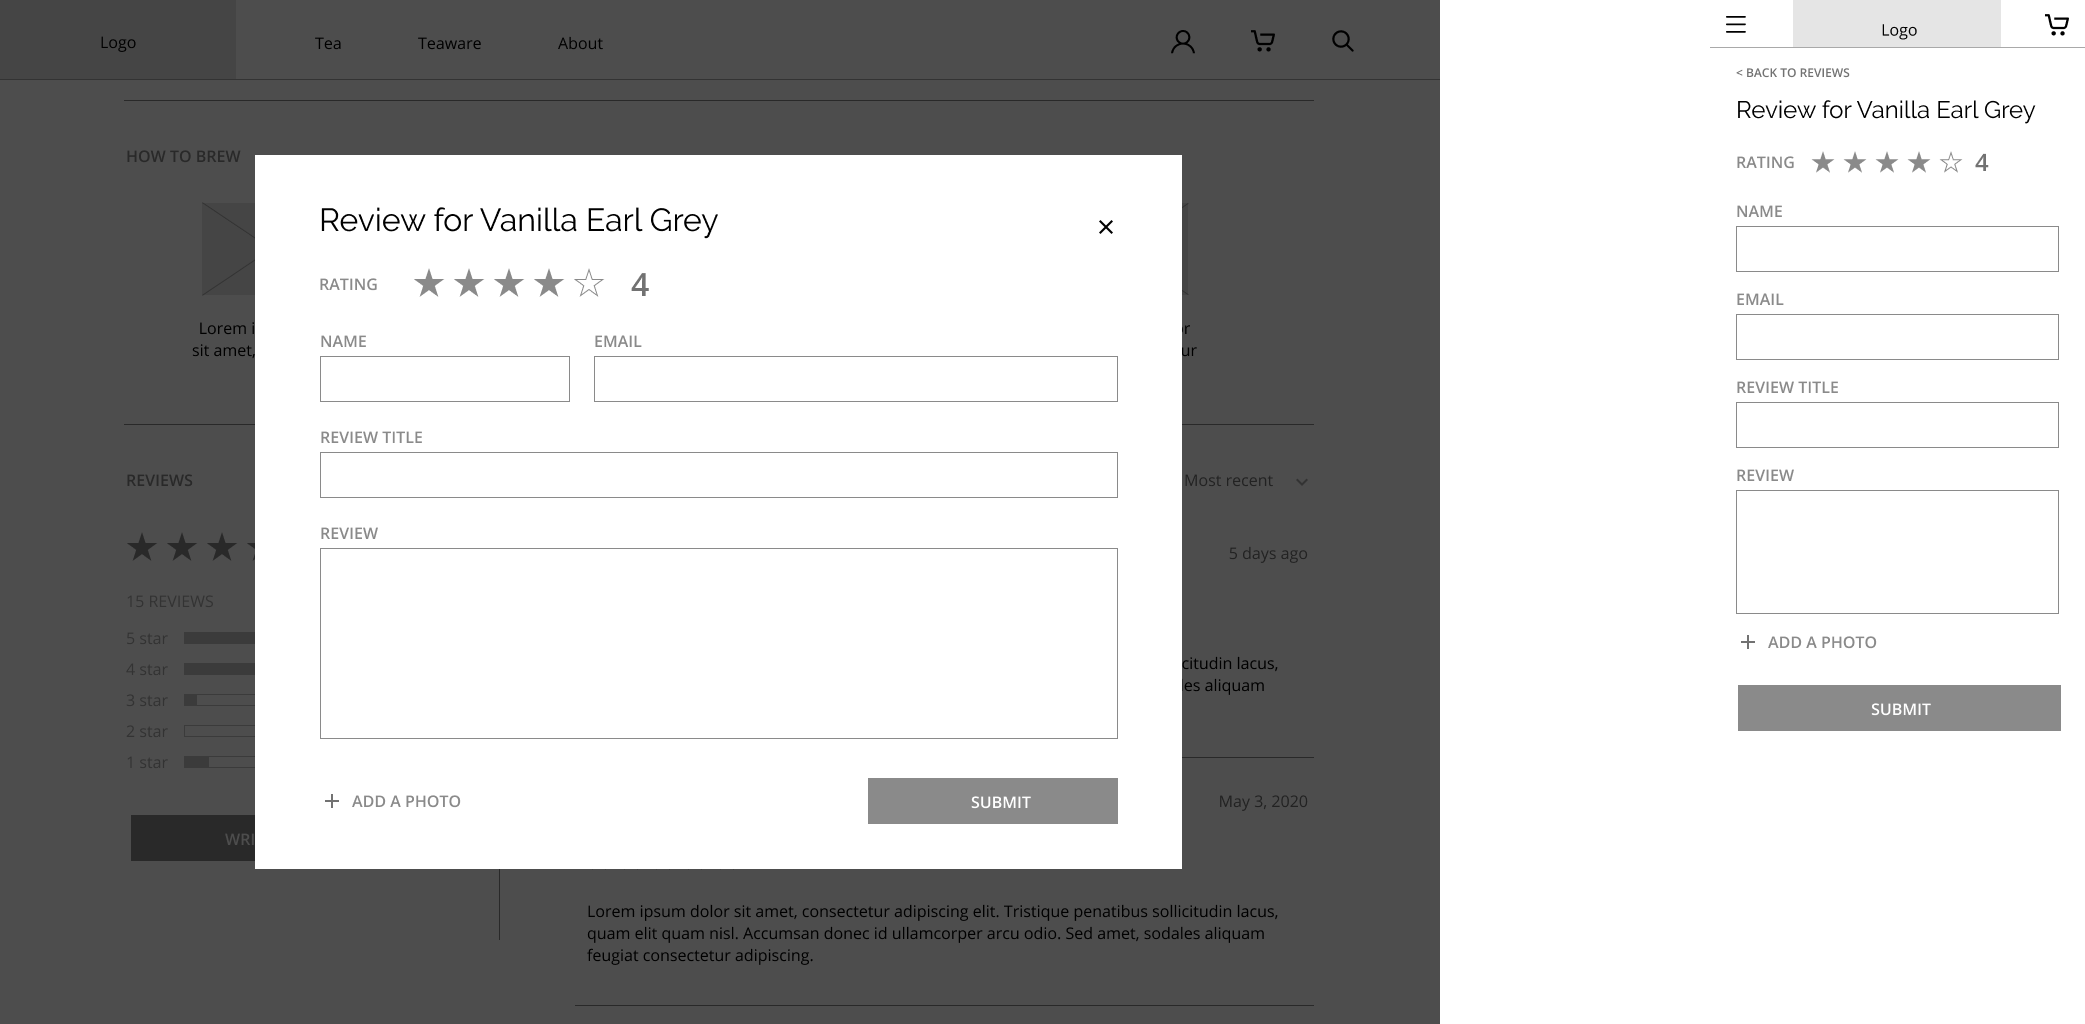 Logo
Tea
Teaware
About
HOW TO BREW
Review for Vanilla Earl Grey
RATING
4
Lorem
sit amet,
ur
NAME
EMAIL
REVIEW TITLE
REVIEWS
Most recent
REVIEW
5 days ago
15 REVIEWS
5 star
4 star
3 star
2 star
1 star
citudin lacus,
les aliquam
ADD A PHOTO
SUBMIT
May 3, 2020
WRI
Lorem ipsum dolor sit amet, consectetur adipiscing elit. Tristique penatibus sollicitudin lacus,
quam elit quam nisl. Accumsan donec id ullamcorper arcu odio. Sed amet, sodales aliquam
feugiat consectetur adipiscing.
Logo
< BACK TO REVIEWS
Review for Vanilla Earl Grey
RATING
4
NAME
EMAIL
REVIEW TITLE
REVIEW
ADD A PHOTO
SUBMIT